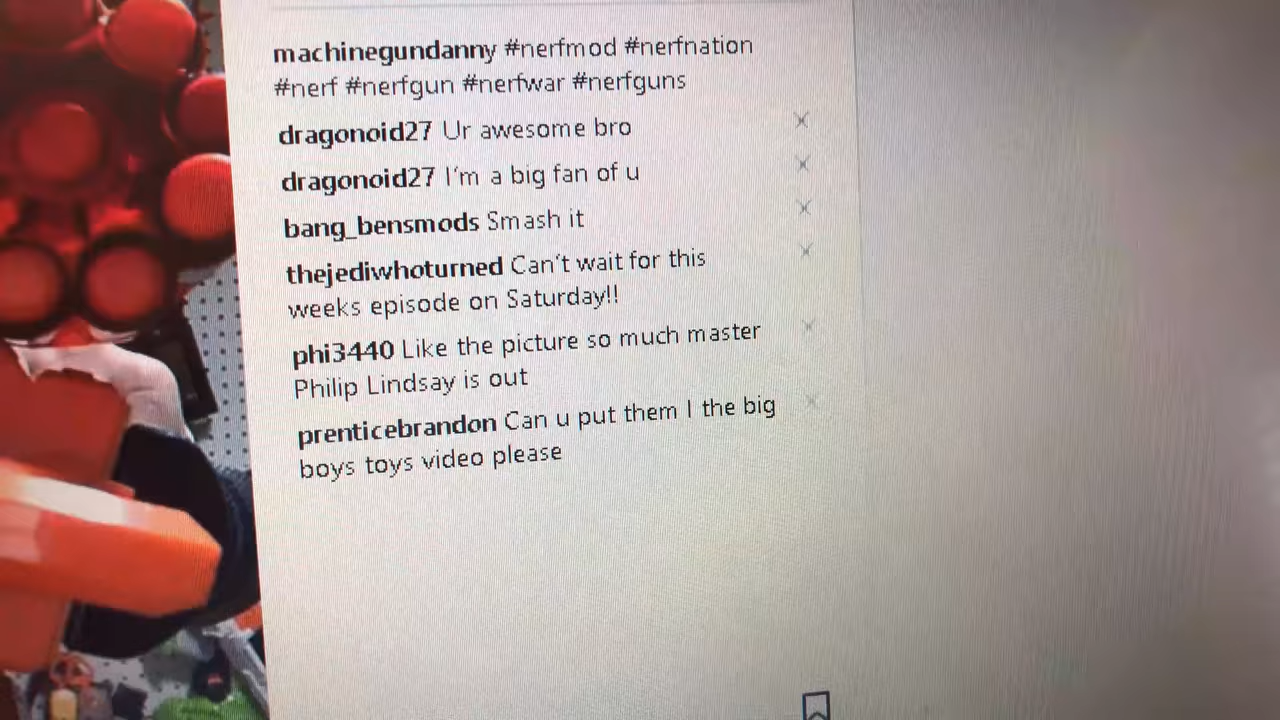 machinegundanny #nerfmod #nerfnation
#nerf #nerfgun #nerfwar #nerfguns
dragonoid27 Ur awesome bro
dragonoid27 I'm a big fan of u
bang_bensmods Smash it
thejediwhoturned Can't wait for this
weeks episode on Saturday!!
phi3440 Like the picture so much master
Philip Lindsay is out
prenticebrandon Can u put them I the big
boys toys video please